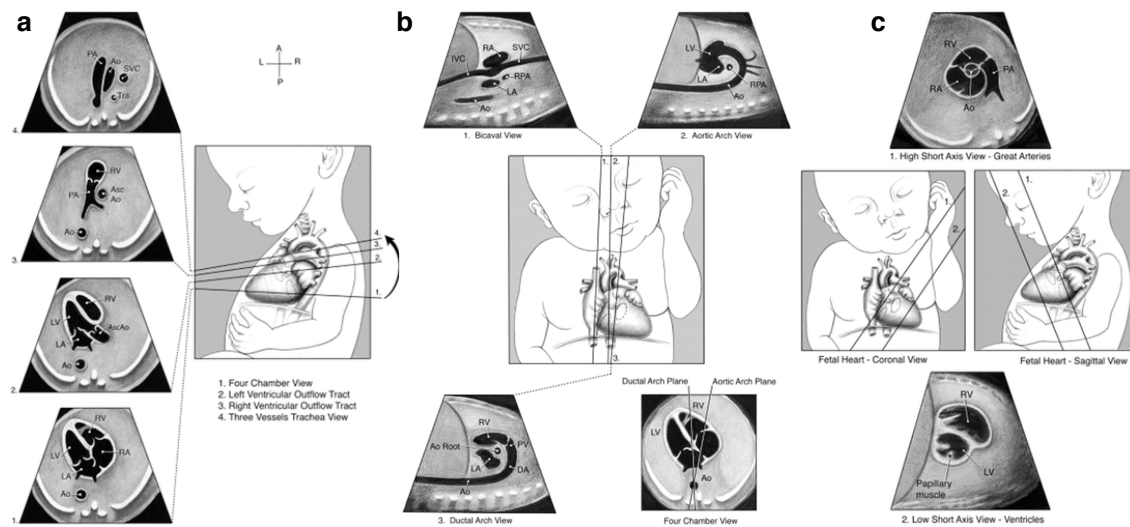 a
PA
Ao
SVC
Tra
4.
A
L
R
P
RV
PA
Asc
Ao
Ao
3.
RV
LV
AscAo
LA
Ao
2.
RV
LV
RA
LA
Ao
1.
4.
3.
2.
1.
1. Four Chamber View
2. Left Ventricular Outflow Tract
3. Right Ventricular Outflow Tract
4. Three Vessels Trachea View
b
RA
SVC
IVC
RPA
LA
Ao
1. Bicaval View
LV
LA
RPA
Ao
2. Aortic Arch View
1.
2.
3.
RV
Ao Root
PV
LA
DA
Ao
3. Ductal Arch View
Ductal Arch Plane
Aortic Arch Plane
RV
LV
Ao
Four Chamber View
c
RV
PA
RA
Ao
1. High Short Axis View - Great Arteries
1.
2.
Fetal Heart - Coronal View
1.
2.
Fetal Heart - Sagittal View
RV
LV
Papillary
muscle
2. Low Short Axis View - Ventricles